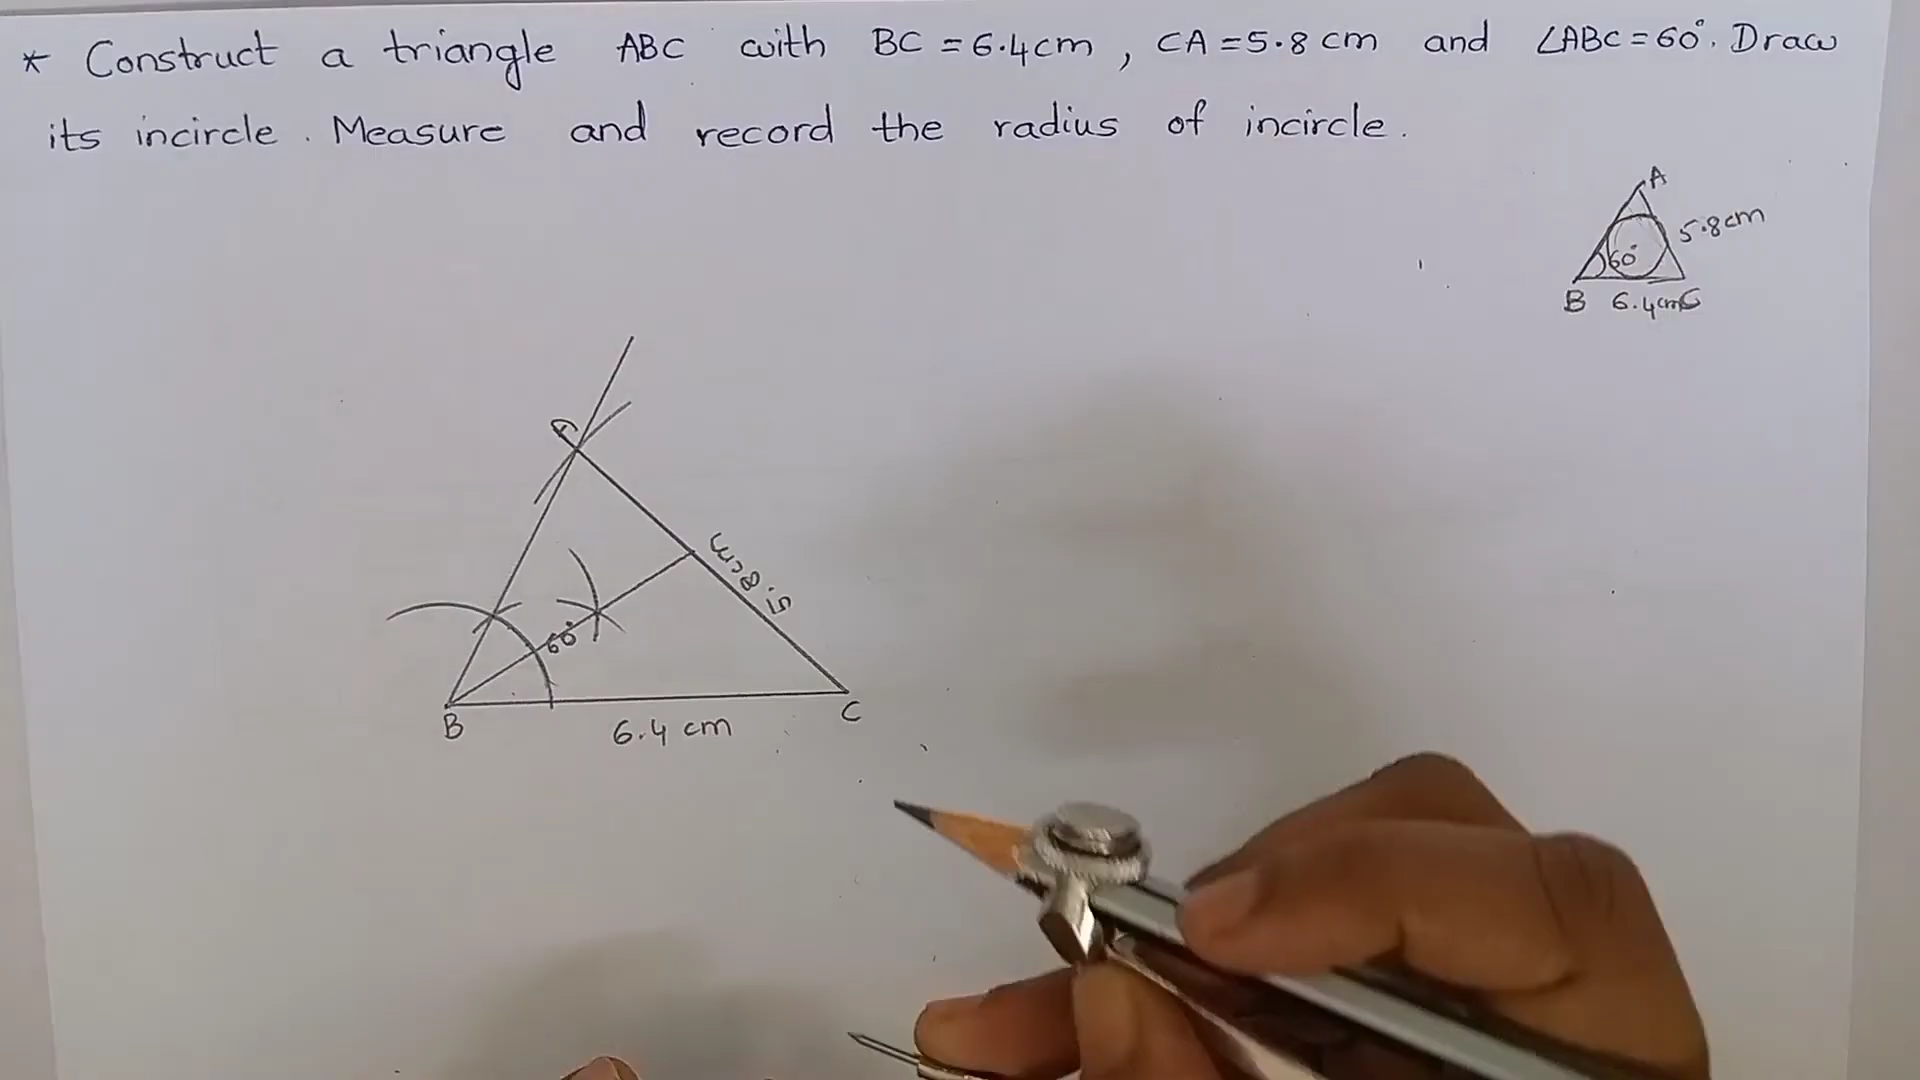 * Construct a triangle ABC with BC = 6.4cm, CA = 5.8 cm and ∠ABC = 60°. Draw
its incircle. Measure and record the radius of incircle.
A
5.8cm
60°
B 6.4cm C
A
5.8cm
60°
B
C
6.4 cm